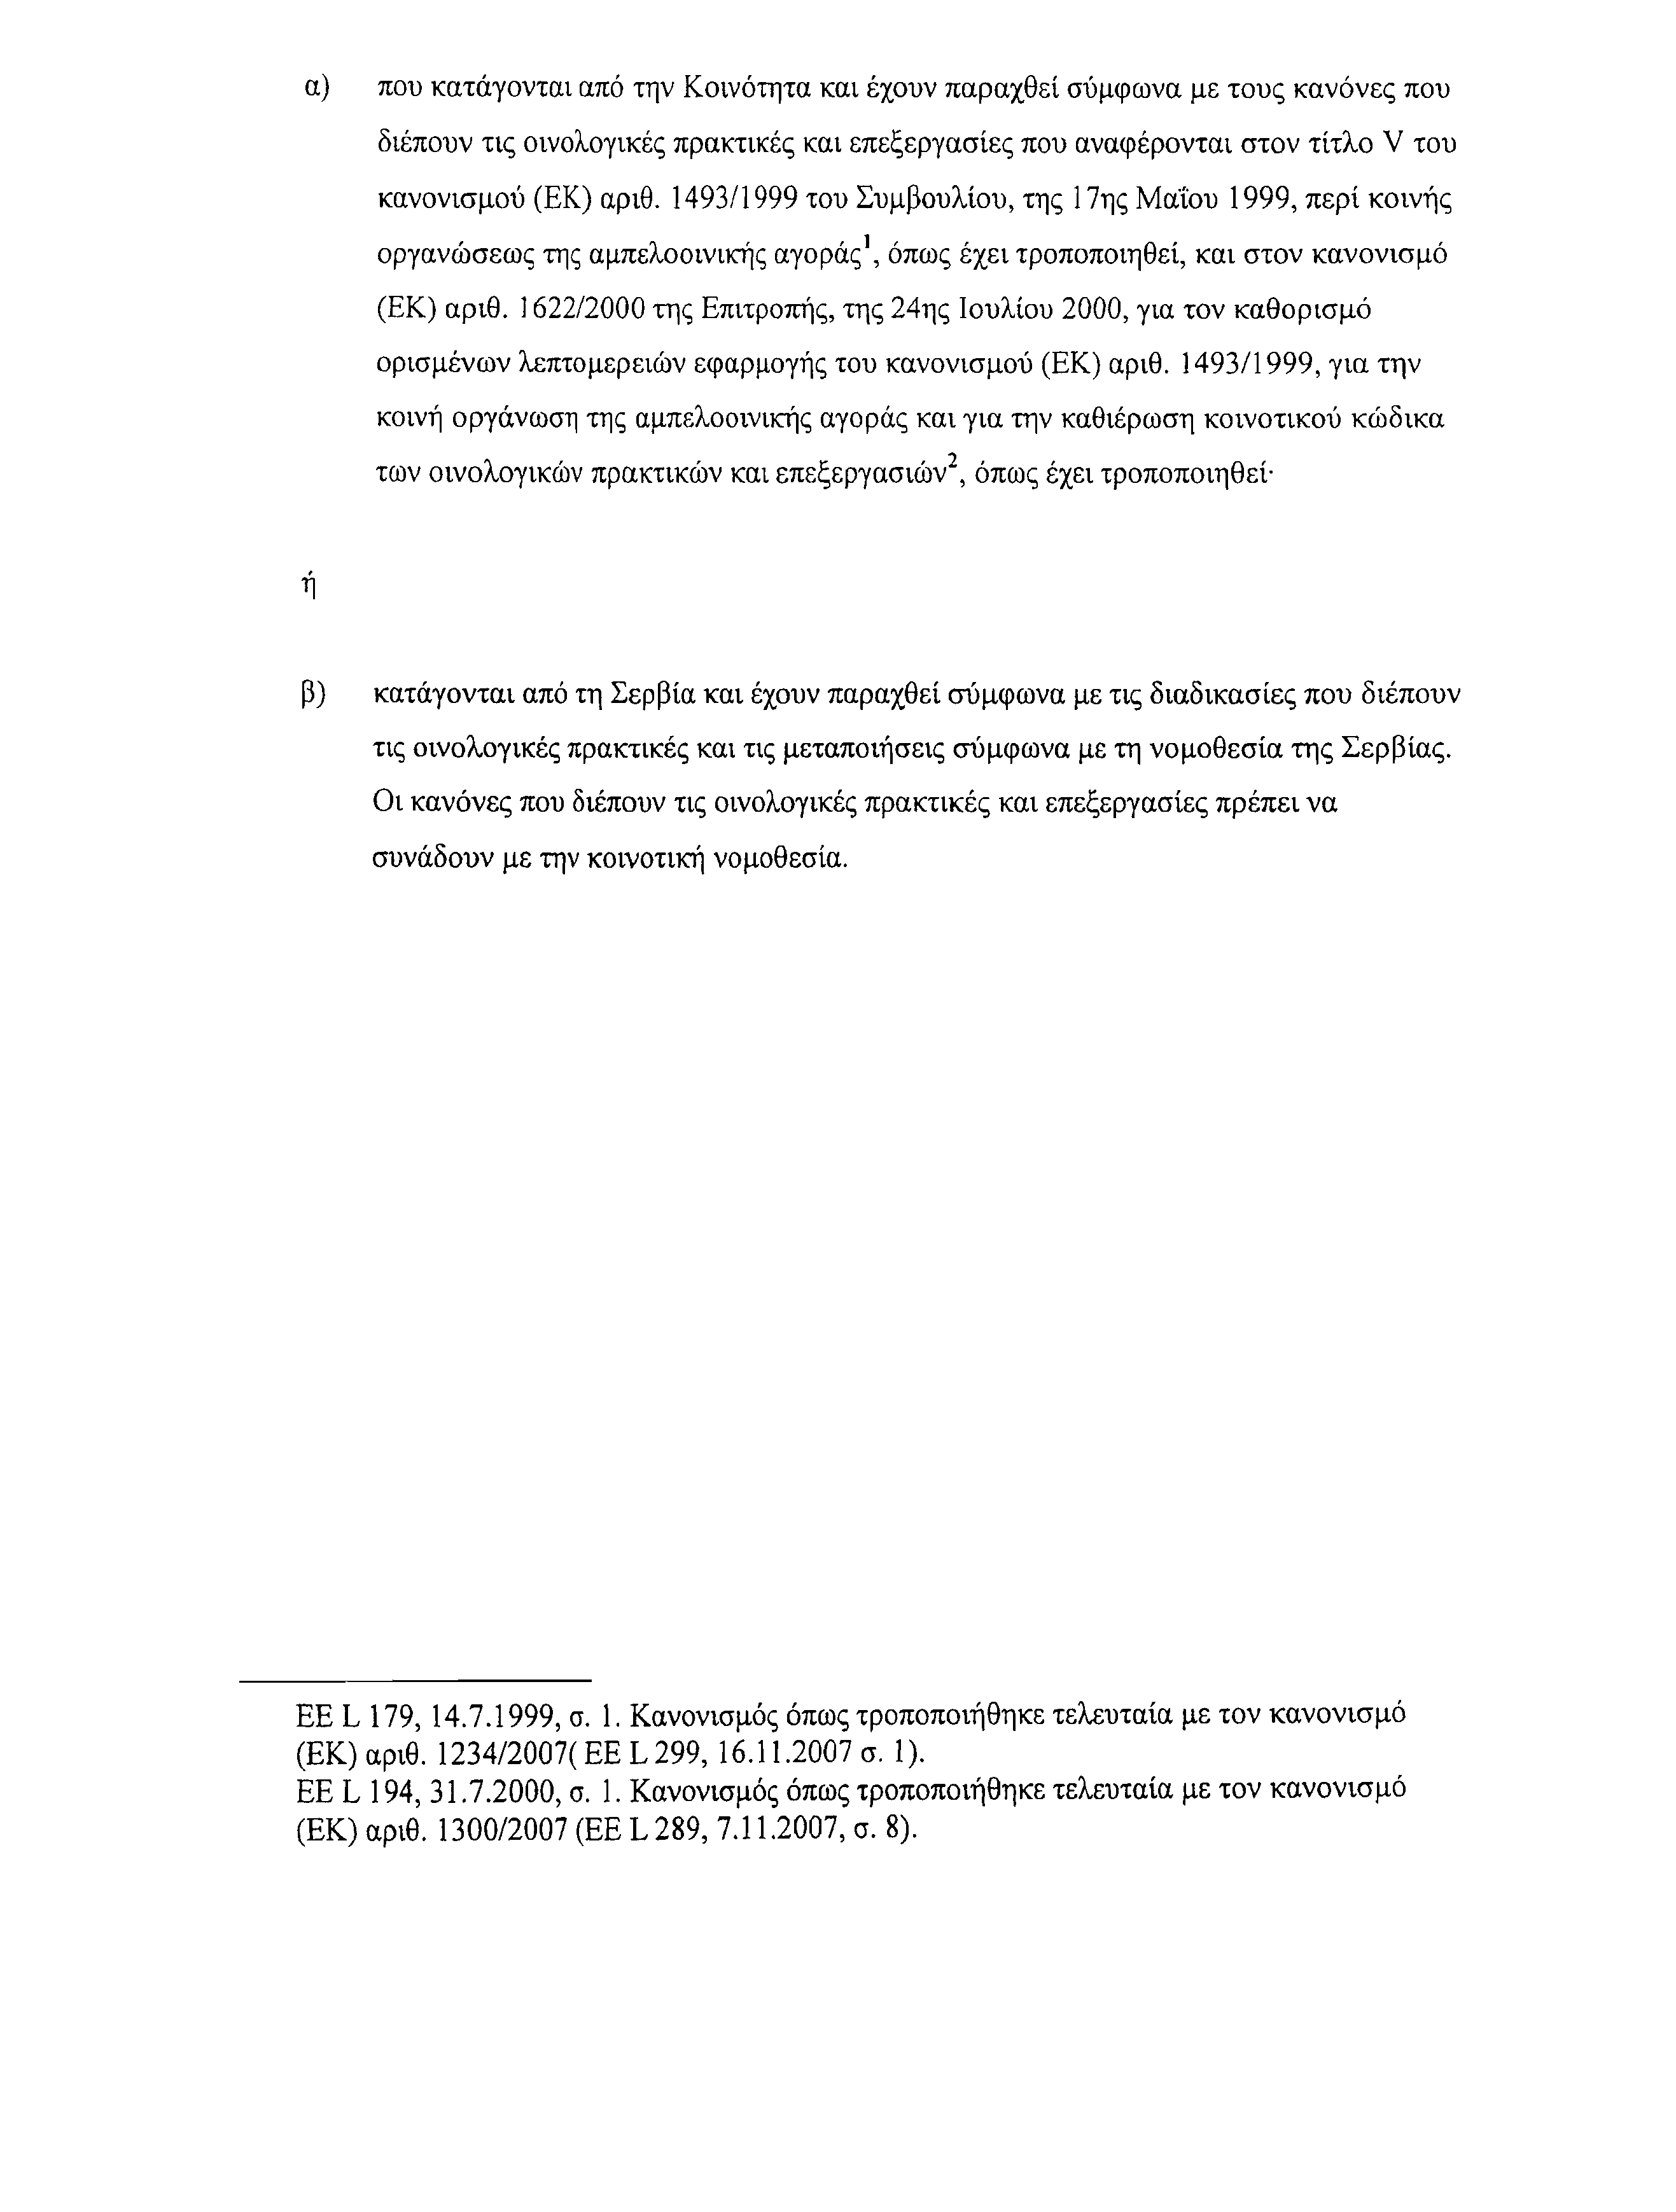 α) που κατάγονται από την Κοινότητα και έχουν παραχθεί σύμφωνα με τους κανόνες που
διέπουν τις οινολογικές πρακτικές και επεξεργασίες που αναφέρονται στον τίτλο V του
κανονισμού (ΕΚ) αριθ. 1493/1999 του Συμβουλίου, της 17ης Μαΐου 1999, περί κοινής
οργανώσεως της αμπελοοινικής αγοράς¹, όπως έχει τροποποιηθεί, και στον κανονισμό
(ΕΚ) αριθ. 1622/2000 της Επιτροπής, της 24ης Ιουλίου 2000, για τον καθορισμό
ορισμένων λεπτομερειών εφαρμογής του κανονισμού (ΕΚ) αριθ. 1493/1999, για την
κοινή οργάνωση της αμπελοοινικής αγοράς και για την καθιέρωση κοινοτικού κώδικα
των οινολογικών πρακτικών και επεξεργασιών², όπως έχει τροποποιηθεί·
ή
β) κατάγονται από τη Σερβία και έχουν παραχθεί σύμφωνα με τις διαδικασίες που διέπουν
τις οινολογικές πρακτικές και τις μεταποιήσεις σύμφωνα με τη νομοθεσία της Σερβίας.
Οι κανόνες που διέπουν τις οινολογικές πρακτικές και επεξεργασίες πρέπει να
συνάδουν με την κοινοτική νομοθεσία.
ΕΕ L 179, 14.7.1999, σ. 1. Κανονισμός όπως τροποποιήθηκε τελευταία με τον κανονισμό
(ΕΚ) αριθ. 1234/2007( ΕΕ L 299, 16.11.2007 σ. 1).
ΕΕ L 194, 31.7.2000, σ. 1. Κανονισμός όπως τροποποιήθηκε τελευταία με τον κανονισμό
(ΕΚ) αριθ. 1300/2007 (ΕΕ L 289, 7.11.2007, σ. 8).